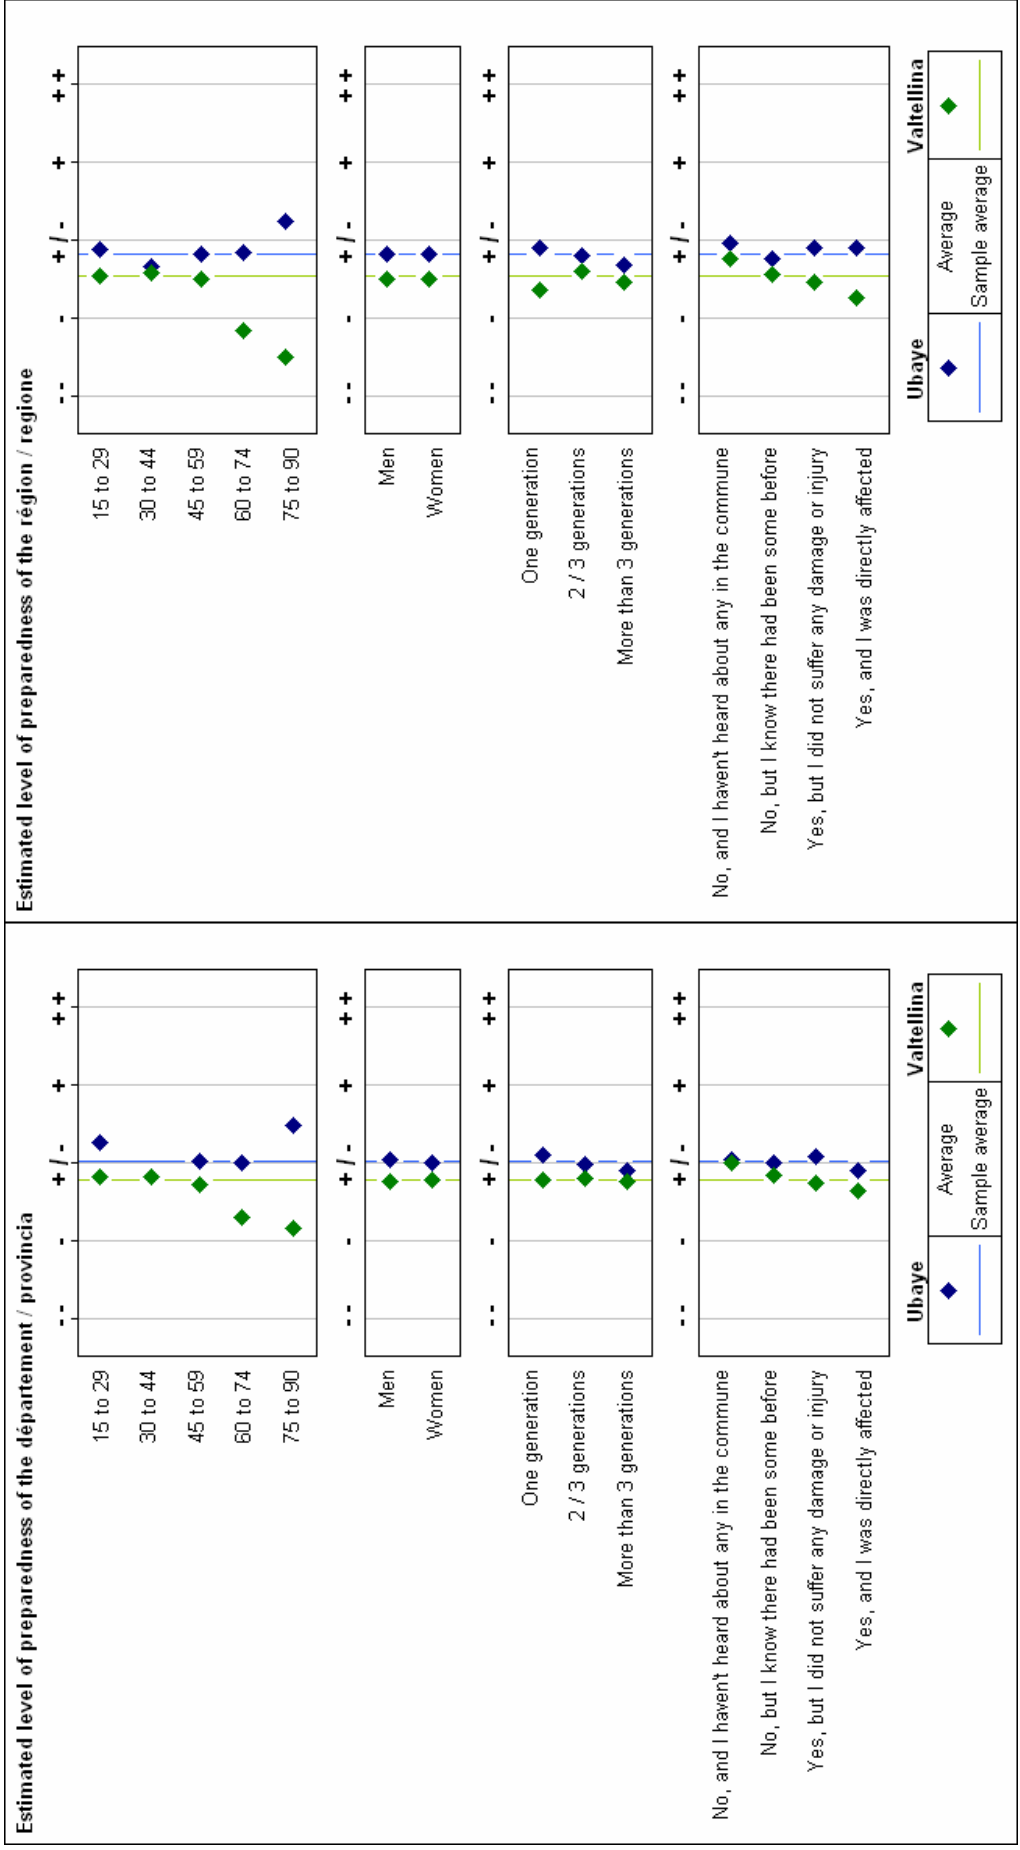 Estimated level of preparedness of the département / provincia
- - - + / - + + +
15 to 29
30 to 44
45 to 59
60 to 74
75 to 90
- - - + / - + + +
Men
Women
- - - + / - + + +
One generation
2 / 3 generations
More than 3 generations
- - - + / - + + +
No, and I haven't heard about any in the commune
No, but I know there had been some before
Yes, but I did not suffer any damage or injury
Yes, and I was directly affected
Ubaye Valtellina
Average
Sample average
Estimated level of preparedness of the région / regione
- - - + / - + + +
15 to 29
30 to 44
45 to 59
60 to 74
75 to 90
- - - + / - + + +
Men
Women
- - - + / - + + +
One generation
2 / 3 generations
More than 3 generations
- - - + / - + + +
No, and I haven't heard about any in the commune
No, but I know there had been some before
Yes, but I did not suffer any damage or injury
Yes, and I was directly affected
Ubaye Valtellina
Average
Sample average